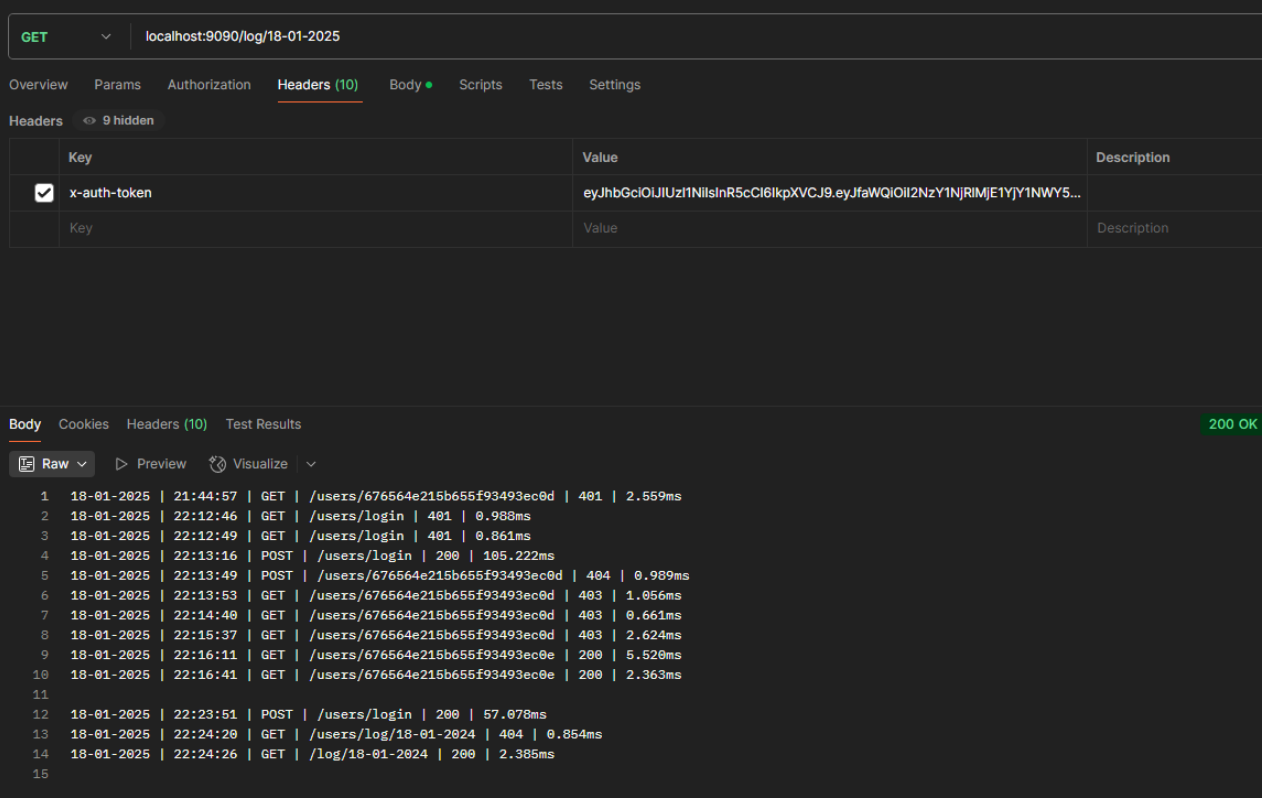 GET localhost:9090/log/18-01-2025
Overview Params Authorization Headers (10) Body Scripts Tests Settings
Headers 9 hidden
Key Value Description
x-auth-token eyJhbGciOiJIUzI1NiIsInR5cCI6IkpXVCJ9.eyJfaWQiOiI2NzY1NjRlMjE1YjY1NWY5...
Key Value Description
Body Cookies Headers (10) Test Results 200 OK
Raw Preview Visualize
1 18-01-2025 | 21:44:57 | GET | /users/676564e215b655f93493ec0d | 401 | 2.559ms
2 18-01-2025 | 22:12:46 | GET | /users/login | 401 | 0.988ms
3 18-01-2025 | 22:12:49 | GET | /users/login | 401 | 0.861ms
4 18-01-2025 | 22:13:16 | POST | /users/login | 200 | 105.222ms
5 18-01-2025 | 22:13:49 | POST | /users/676564e215b655f93493ec0d | 404 | 0.989ms
6 18-01-2025 | 22:13:53 | GET | /users/676564e215b655f93493ec0d | 403 | 1.056ms
7 18-01-2025 | 22:14:40 | GET | /users/676564e215b655f93493ec0d | 403 | 0.661ms
8 18-01-2025 | 22:15:37 | GET | /users/676564e215b655f93493ec0d | 403 | 2.624ms
9 18-01-2025 | 22:16:11 | GET | /users/676564e215b655f93493ec0e | 200 | 5.520ms
10 18-01-2025 | 22:16:41 | GET | /users/676564e215b655f93493ec0e | 200 | 2.363ms
11
12 18-01-2025 | 22:23:51 | POST | /users/login | 200 | 57.078ms
13 18-01-2025 | 22:24:20 | GET | /users/log/18-01-2024 | 404 | 0.854ms
14 18-01-2025 | 22:24:26 | GET | /log/18-01-2024 | 200 | 2.385ms
15